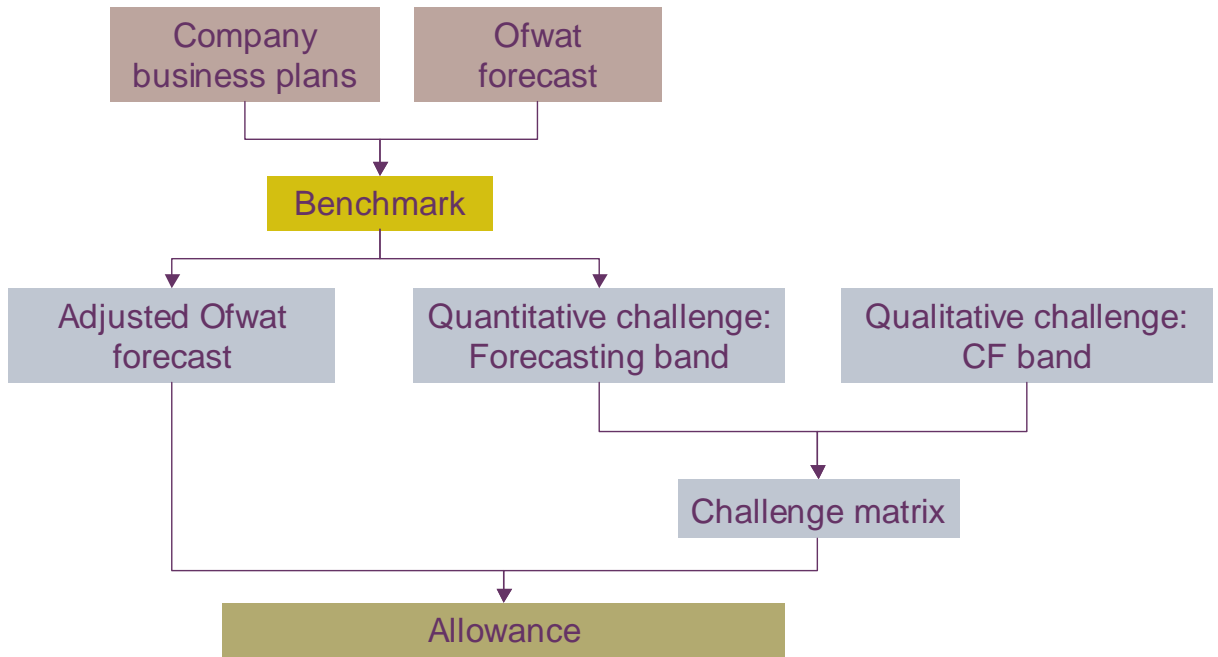 Company
business plans
Ofwat
forecast
Benchmark
Adjusted Ofwat
forecast
Quantitative challenge:
Forecasting band
Qualitative challenge:
CF band
Challenge matrix
Allowance